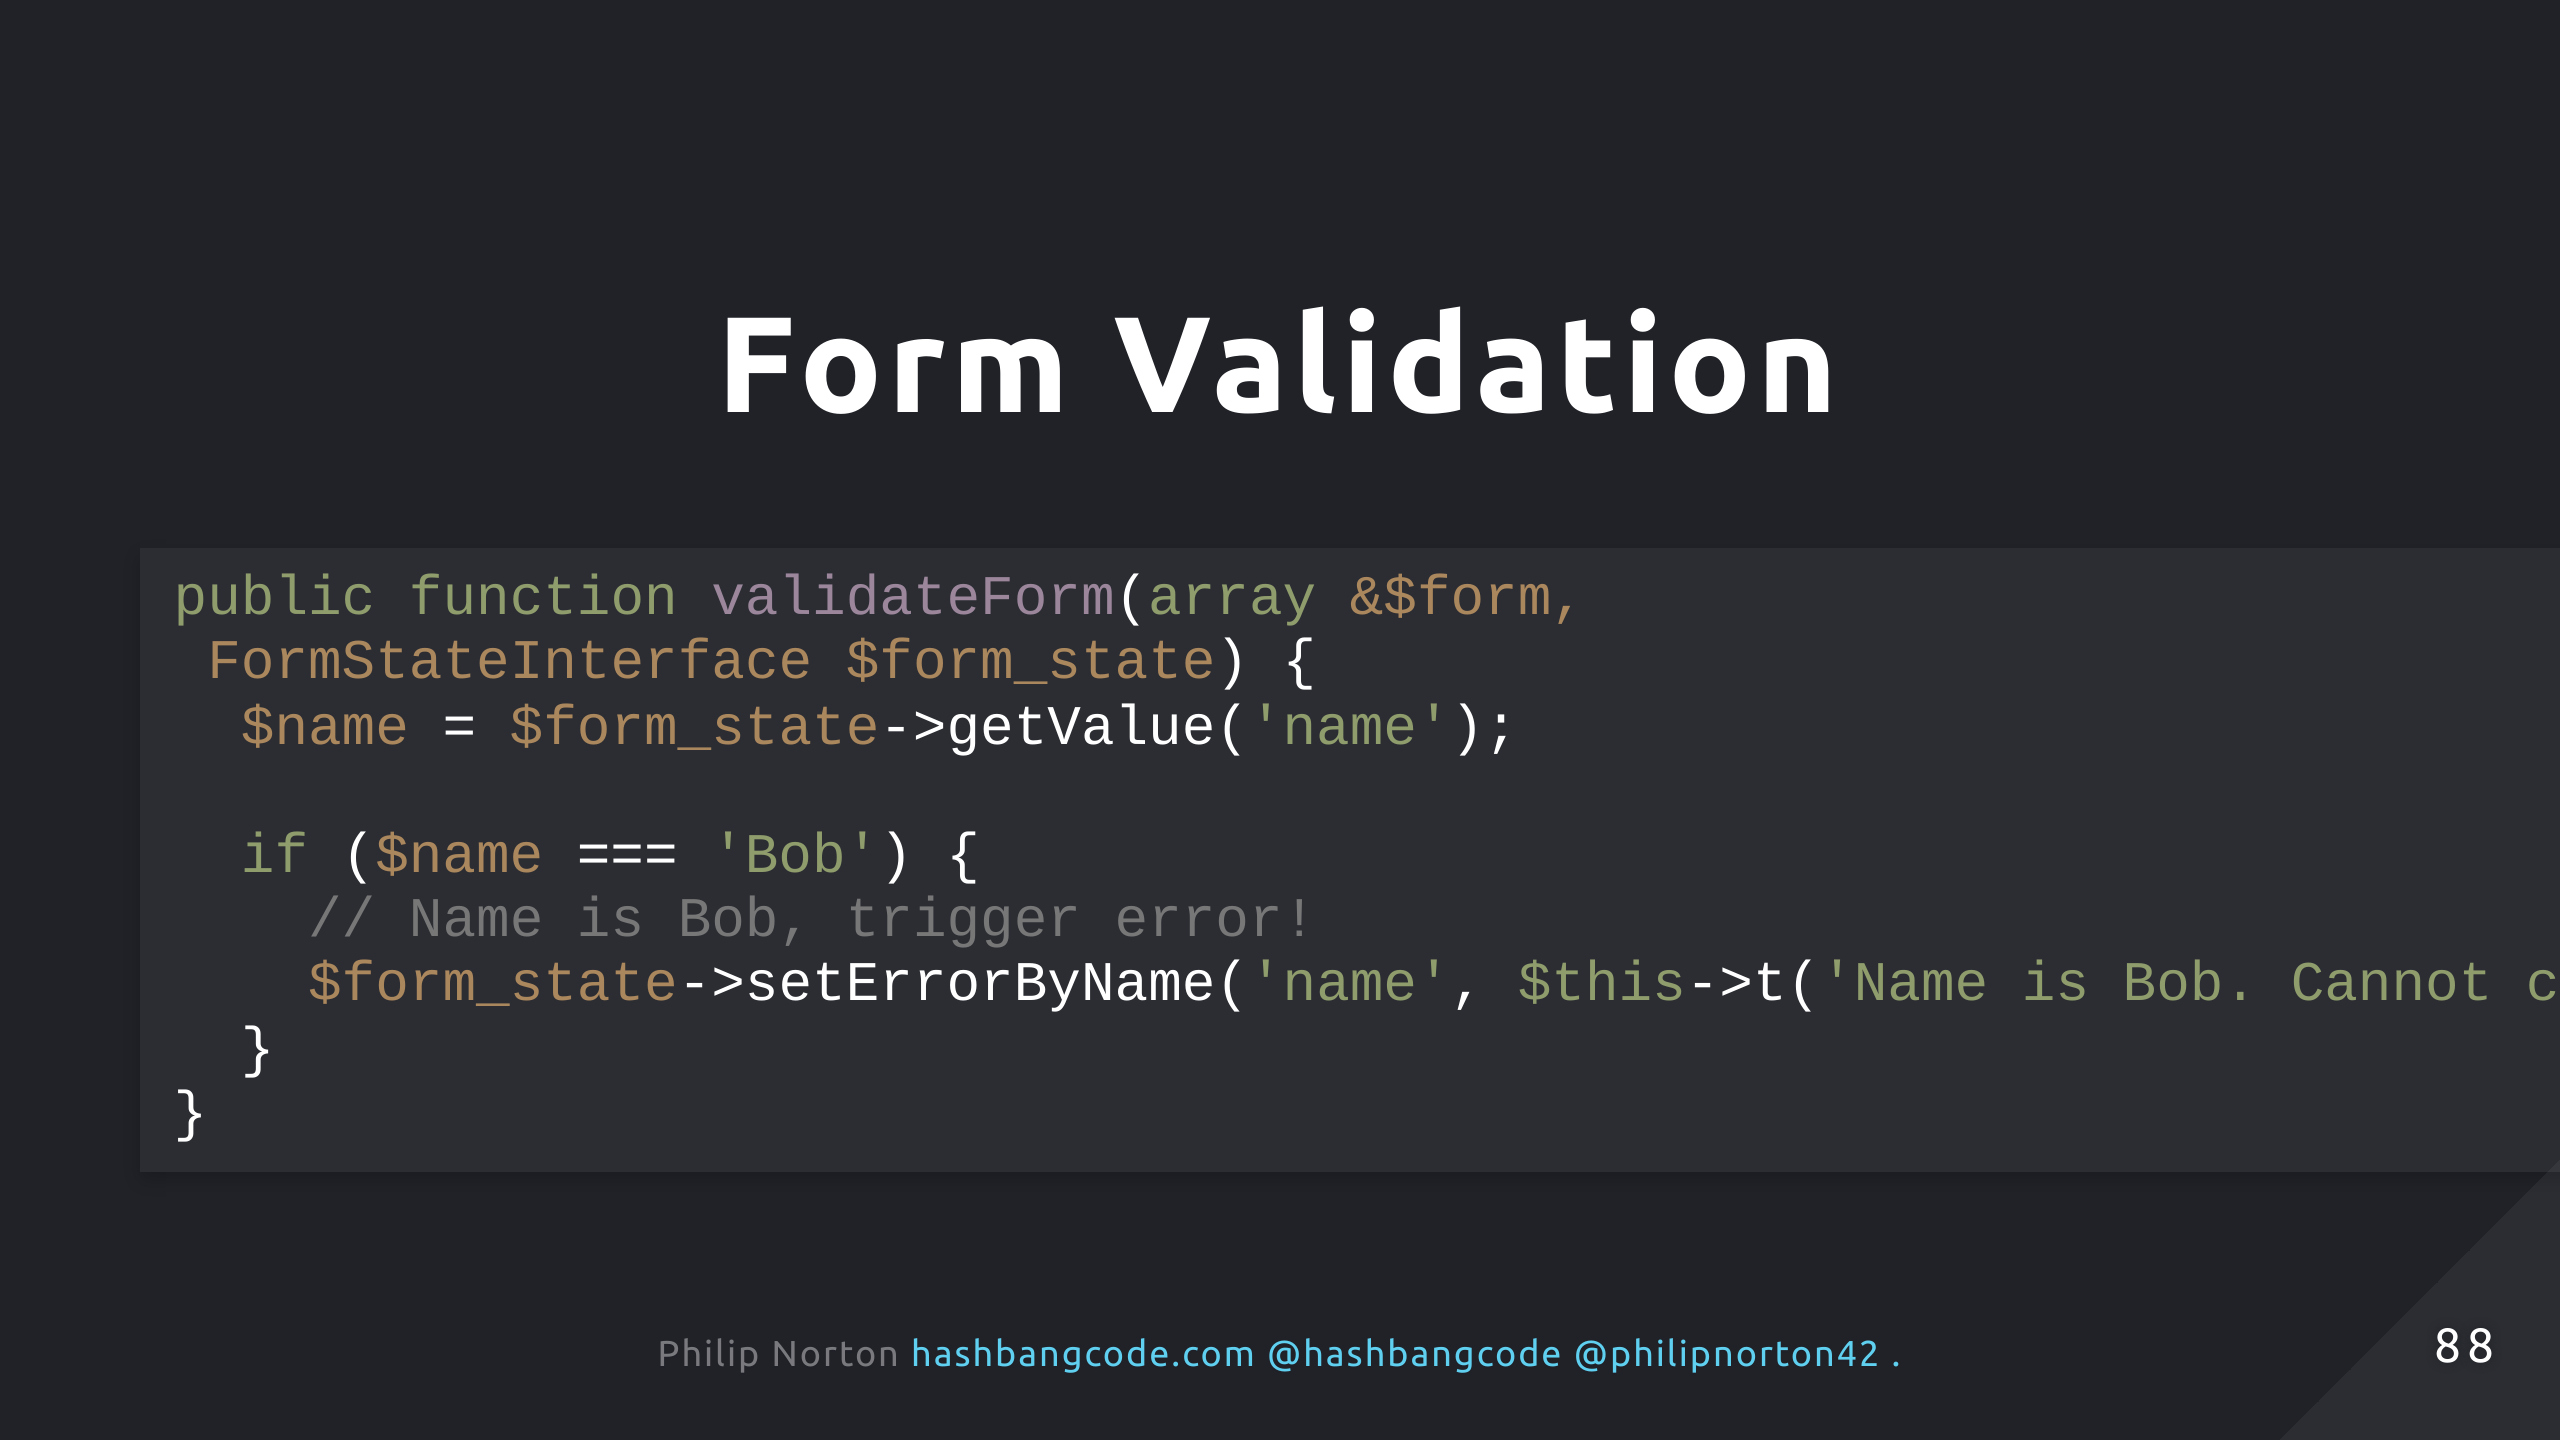 Form Validation
public function validateForm(array &$form,
FormStateInterface $form_state) {
$name = $form_state->getValue('name');
if ($name === 'Bob') {
// Name is Bob, trigger error!
$form_state->setErrorByName('name', $this->t('Name is Bob. Cannot c
}
}
Philip Norton hashbangcode.com @hashbangcode @philipnorton42 .
88